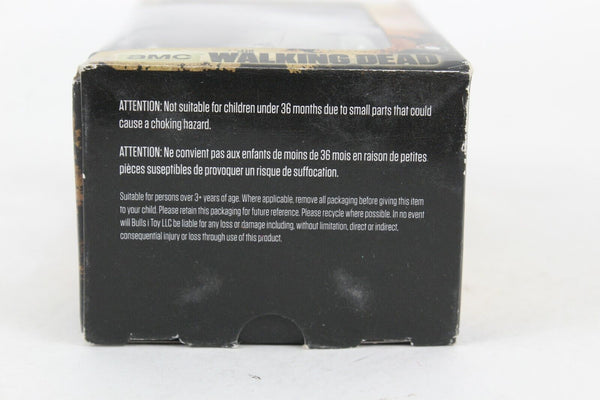 AMC THE WALKING DEAD
ATTENTION: Not suitable for children under 36 months due to small parts that could
cause a choking hazard.
ATTENTION: Ne convient pas aux enfants de moins de 36 mois en raison de petites
pièces suseptibles de provoquer un risque de suffocation.
Suitable for persons over 3+ years of age. Where applicable, remove all packaging before giving this item
to your child. Please retain this packaging for future reference. Please recycle where possible. In no event
will Bulls i Toy LLC be liable for any loss or damage including, without limitation, direct or indirect,
consequential injury or loss through use of this product.